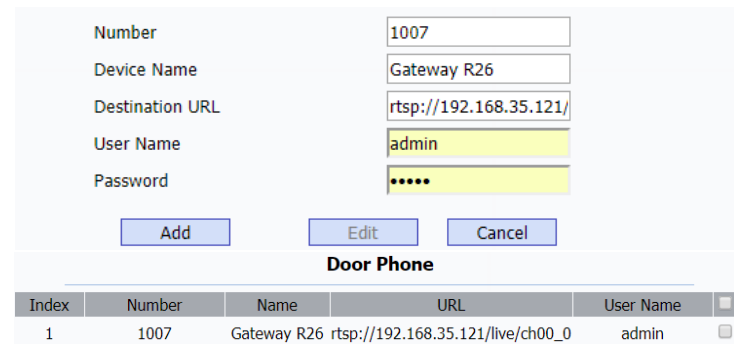 Number 1007
Device Name Gateway R26
Destination URL rtsp://192.168.35.121/
User Name admin
Password •••••
Add Edit Cancel
Door Phone
Index Number Name URL User Name
1 1007 Gateway R26 rtsp://192.168.35.121/live/ch00_0 admin